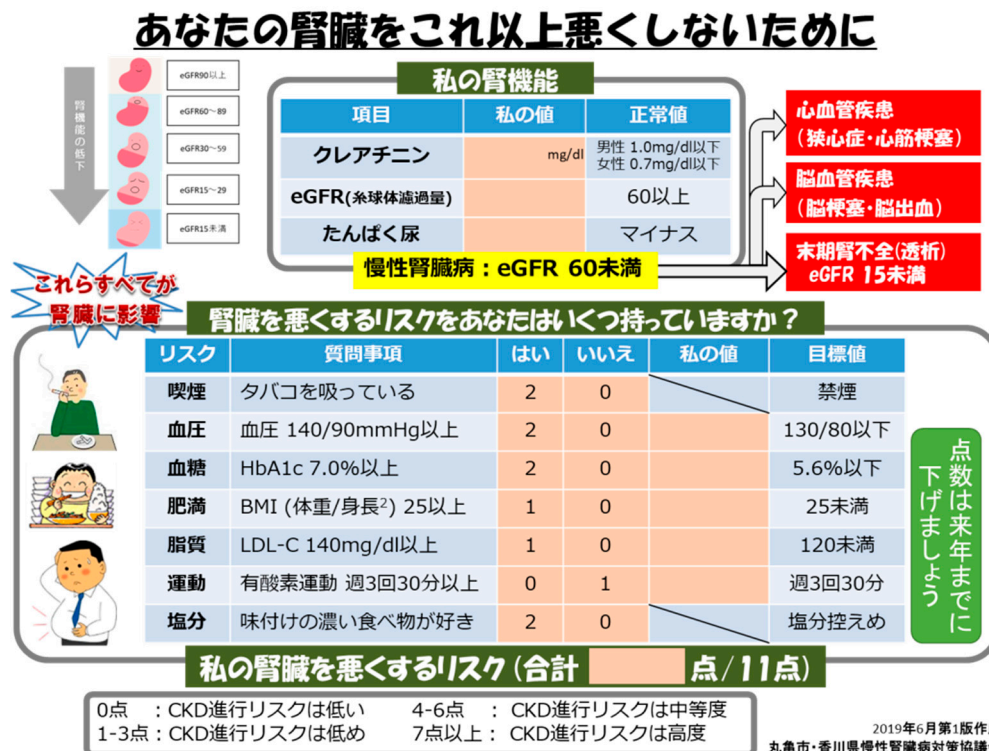 あなたの腎臓をこれ以上悪くしないために
腎機能の低下
eGFR90以上
eGFR60～89
eGFR30～59
eGFR15～29
eGFR15未満
私の腎機能
項目 私の値 正常値
クレアチニン mg/dl 男性 1.0mg/dl以下
女性 0.7mg/dl以下
eGFR(糸球体濾過量) 60以上
たんぱく尿 マイナス
慢性腎臓病：eGFR 60未満
心血管疾患
(狭心症・心筋梗塞)
脳血管疾患
(脳梗塞・脳出血)
末期腎不全(透析)
eGFR 15未満
これらすべてが
腎臓に影響
腎臓を悪くするリスクをあなたはいくつ持っていますか？
リスク 質問事項 はい いいえ 私の値 目標値
喫煙 タバコを吸っている 2 0 禁煙
血圧 血圧 140/90mmHg以上 2 0 130/80以下
血糖 HbA1c 7.0%以上 2 0 5.6%以下
肥満 BMI (体重/身長²) 25以上 1 0 25未満
脂質 LDL-C 140mg/dl以上 1 0 120未満
運動 有酸素運動 週3回30分以上 0 1 週3回30分
塩分 味付けの濃い食べ物が好き 2 0 塩分控えめ
点数は来年までに
下げましょう
私の腎臓を悪くするリスク(合計 点/11点)
0点 ：CKD進行リスクは低い 4-6点 ： CKD進行リスクは中等度
1-3点：CKD進行リスクは低め 7点以上： CKD進行リスクは高度
2019年6月第1版作
丸亀市・香川県慢性腎臓病対策協議